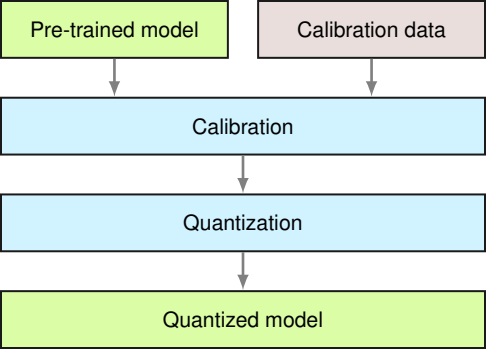 Pre-trained model
Calibration data
Calibration
Quantization
Quantized model